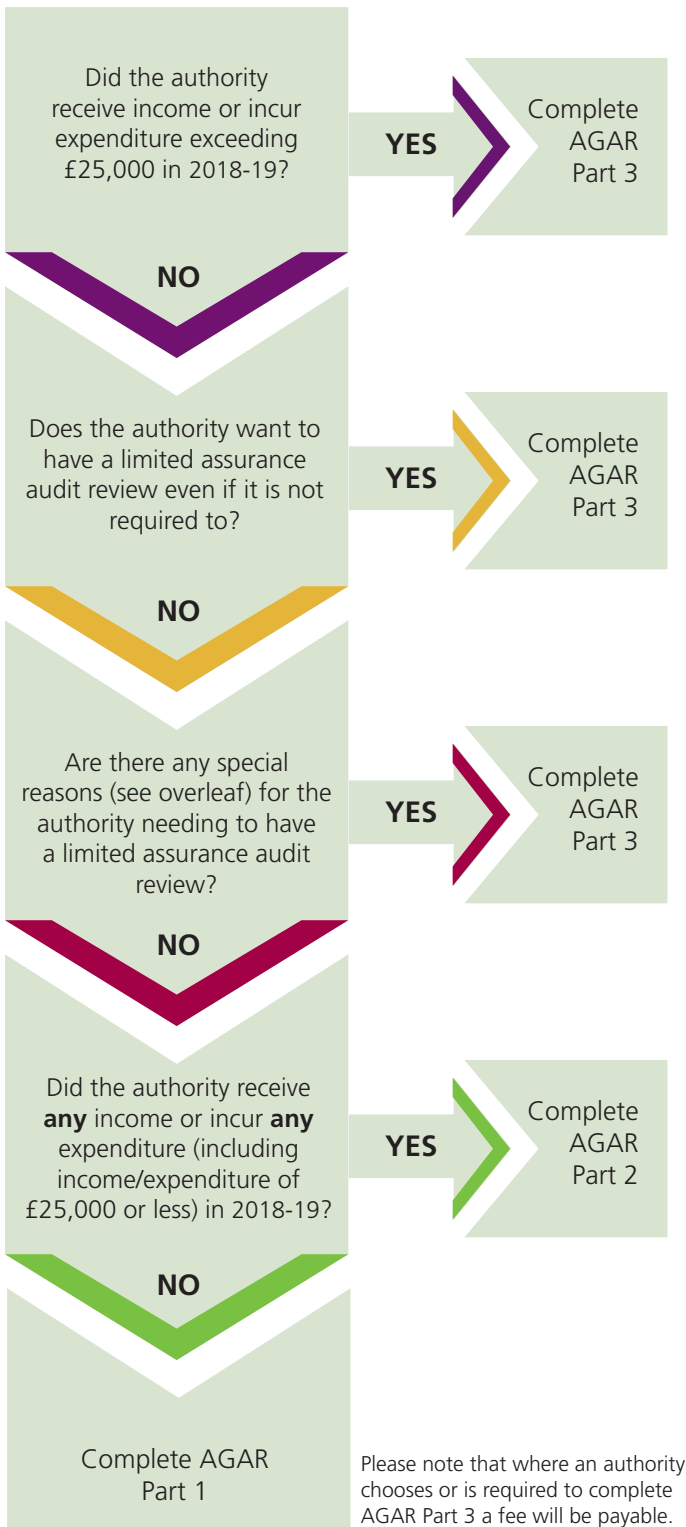 Did the authority
receive income or incur
expenditure exceeding
£25,000 in 2018-19?
YES
Complete
AGAR
Part 3
NO
Does the authority want to
have a limited assurance
audit review even if it is not
required to?
YES
Complete
AGAR
Part 3
NO
Are there any special
reasons (see overleaf) for the
authority needing to have
a limited assurance audit
review?
YES
Complete
AGAR
Part 3
NO
Did the authority receive
any income or incur any
expenditure (including
income/expenditure of
£25,000 or less) in 2018-19?
YES
Complete
AGAR
Part 2
NO
Complete AGAR
Part 1
Please note that where an authority
chooses or is required to complete
AGAR Part 3 a fee will be payable.